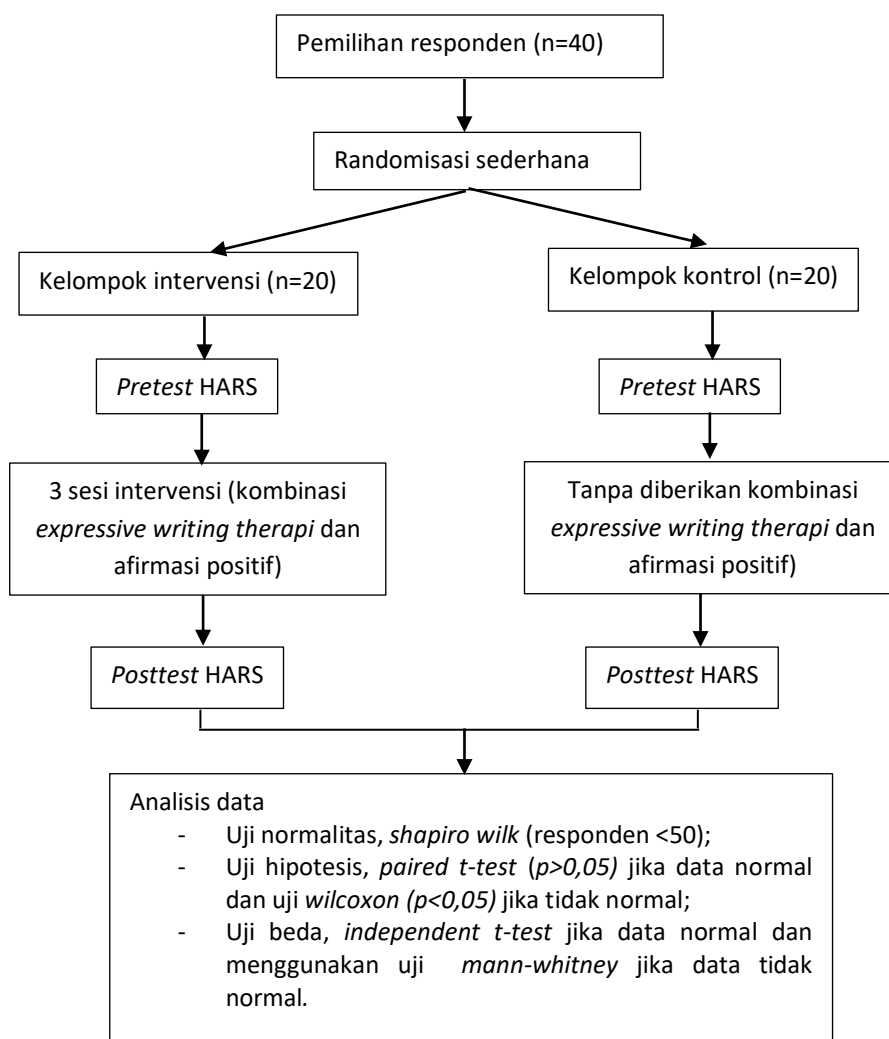 Pemilihan responden (n=40)
Randomisasi sederhana
Kelompok intervensi (n=20)
Kelompok kontrol (n=20)
Pretest HARS
Pretest HARS
3 sesi intervensi (kombinasi
expressive writing therapi dan
afirmasi positif)
Tanpa diberikan kombinasi
expressive writing therapi dan
afirmasi positif)
Posttest HARS
Posttest HARS
Analisis data
- Uji normalitas, shapiro wilk (responden <50);
- Uji hipotesis, paired t-test (p>0,05) jika data normal
dan uji wilcoxon (p<0,05) jika tidak normal;
- Uji beda, independent t-test jika data normal dan
menggunakan uji mann-whitney jika data tidak
normal.